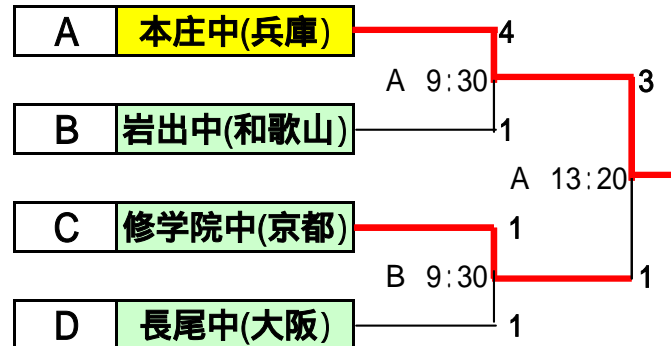 A 本庄中(兵庫) 4
A 9:30 3
B 岩出中(和歌山) 1
A 13:20
C 修学院中(京都) 1
B 9:30 1
D 長尾中(大阪) 1